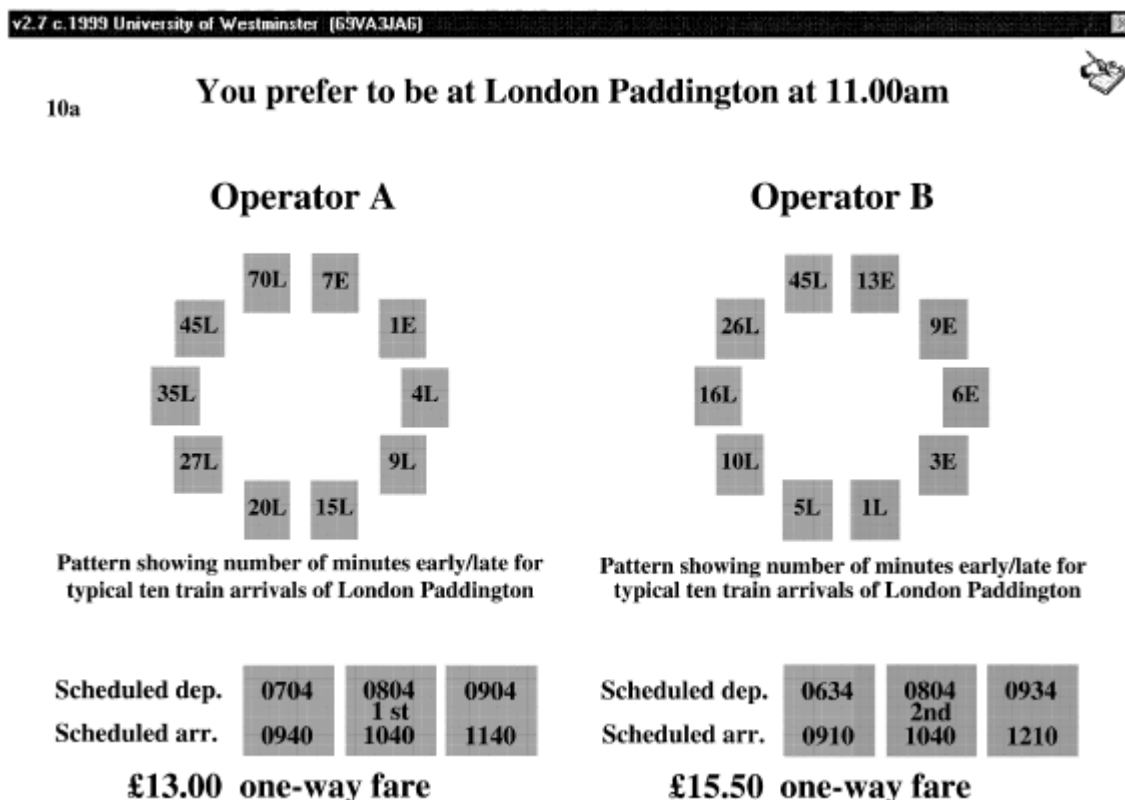 v2.7 c.1999 University of Westminster (69VA3JA6)
10a
You prefer to be at London Paddington at 11.00am
Operator A
70L 7E
45L 1E
35L 4L
27L 9L
20L 15L
Pattern showing number of minutes early/late for
typical ten train arrivals of London Paddington
Scheduled dep. 0704 0804 0904
1 st
Scheduled arr. 0940 1040 1140
£13.00 one-way fare
Operator B
45L 13E
26L 9E
16L 6E
10L 3E
5L 1L
Pattern showing number of minutes early/late for
typical ten train arrivals of London Paddington
Scheduled dep. 0634 0804 0934
2nd
Scheduled arr. 0910 1040 1210
£15.50 one-way fare